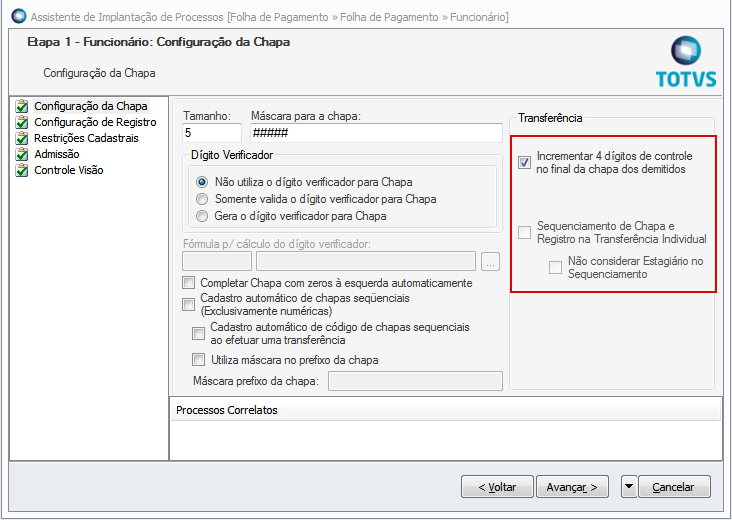 Assistente de Implantação de Processos [Folha de Pagamento » Folha de Pagamento » Funcionário]
Etapa 1 - Funcionário: Configuração da Chapa
Configuração da Chapa
TOTVS
Configuração da Chapa
Configuração de Registro
Restrições Cadastrais
Admissão
Controle Visão
Tamanho:
Máscara para a chapa:
5
#####
Dígito Verificador
Não utiliza o dígito verificador para Chapa
Somente valida o dígito verificador para Chapa
Gera o dígito verificador para Chapa
Fórmula p/ cálculo do dígito verificador:
...
Completar Chapa com zeros à esquerda automaticamente
Cadastro automático de chapas seqüenciais
(Exclusivamente numéricas)
Cadastro automático de código de chapas sequenciais
ao efetuar uma transferência
Utiliza máscara no prefixo da chapa
Máscara prefixo da chapa:
Transferência
Incrementar 4 dígitos de controle
no final da chapa dos demitidos
Sequenciamento de Chapa e
Registro na Transferência Individual
Não considerar Estagiário no
Sequenciamento
Processos Correlatos
< Voltar
Avançar >
Cancelar